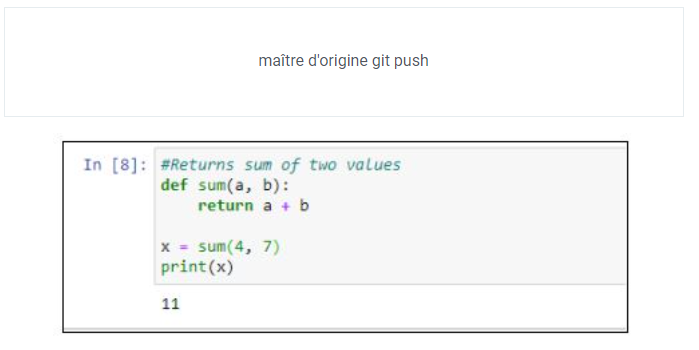 maître d'origine git push
In [8]: #Returns sum of two values
def sum(a, b):
    return a + b
x = sum(4, 7)
print(x)
11